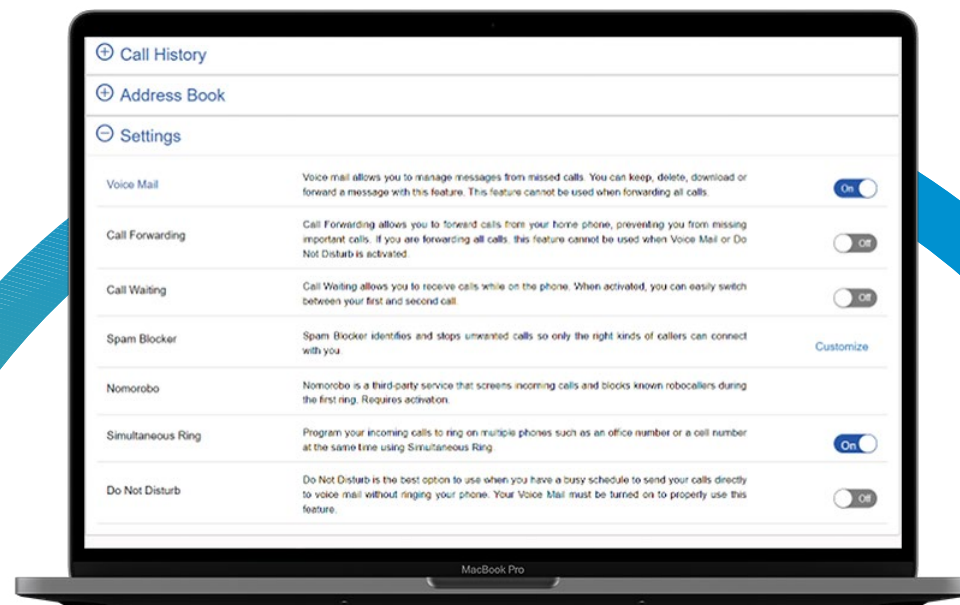 Call History
Address Book
Settings
Voice Mail
Voice mail allows you to manage messages from missed calls. You can keep, delete, download or
forward a message with this feature. This feature cannot be used when forwarding all calls.
On
Call Forwarding
Call Forwarding allows you to forward calls from your home phone, preventing you from missing
important calls. If you are forwarding all calls, this feature cannot be used when Voice Mail or Do
Not Disturb is activated.
Off
Call Waiting
Call Waiting allows you to receive calls while on the phone. When activated, you can easily switch
between your first and second call.
Off
Spam Blocker
Spam Blocker identifies and stops unwanted calls so only the right kinds of callers can connect
with you.
Customize
Nomorobo
Nomorobo is a third-party service that screens incoming calls and blocks known robocallers during
the first ring. Requires activation.
Simultaneous Ring
Program your incoming calls to ring on multiple phones such as an office number or a cell number
at the same time using Simultaneous Ring.
On
Do Not Disturb
Do Not Disturb is the best option to use when you have a busy schedule to send your calls directly
to voice mail without ringing your phone. Your Voice Mail must be turned on to properly use this
feature.
Off
MacBook Pro